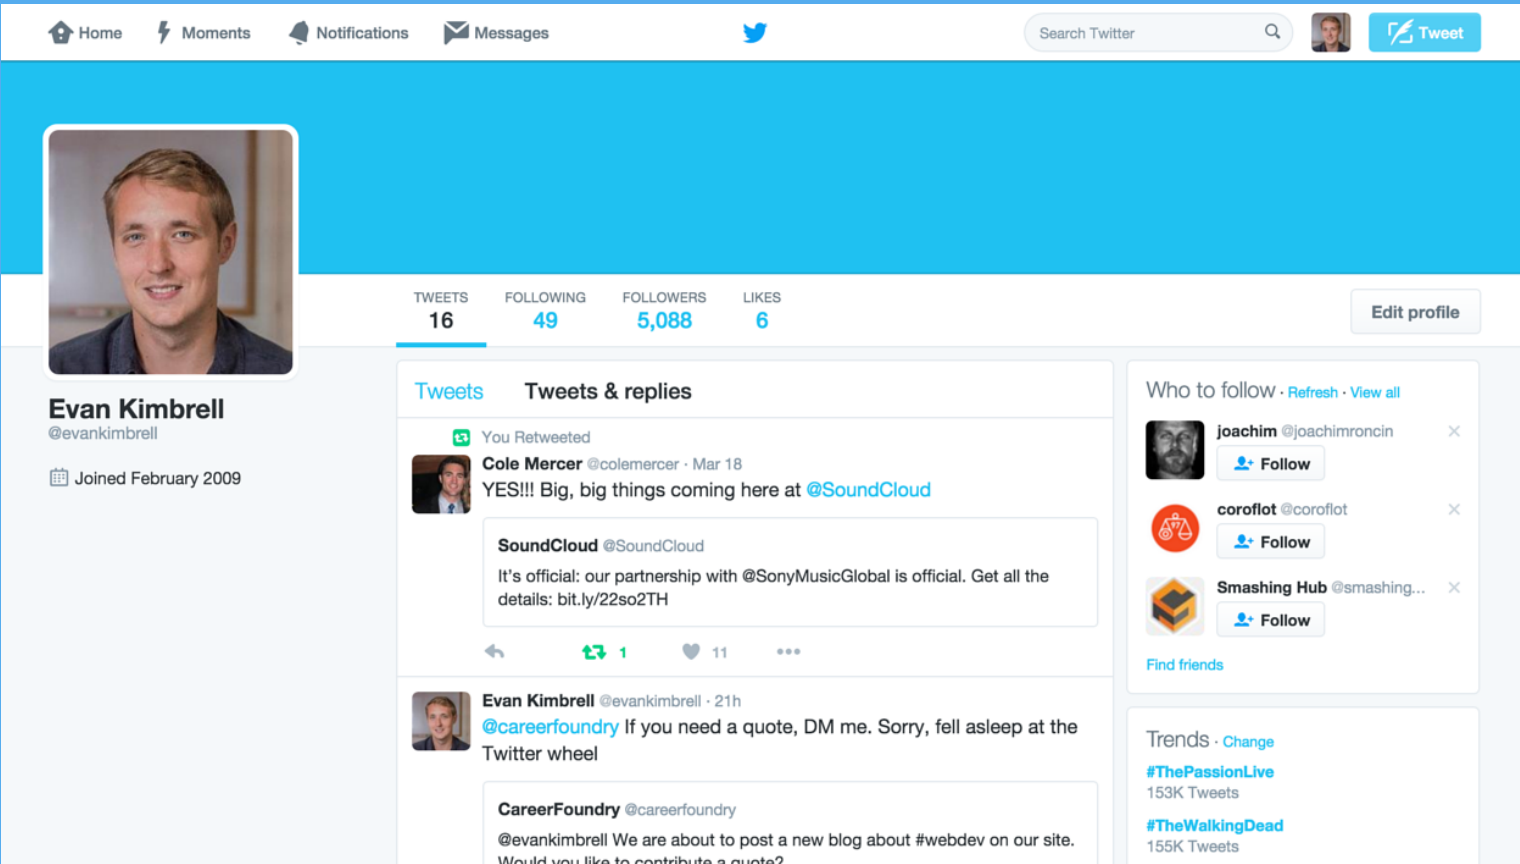 Home
Moments
Notifications
Messages
Search Twitter
Tweet
TWEETS
16
FOLLOWING
49
FOLLOWERS
5,088
LIKES
6
Edit profile
Evan Kimbrell
@evankimbrell
Joined February 2009
Tweets
Tweets & replies
You Retweeted
Cole Mercer @colemercer · Mar 18
YES!!! Big, big things coming here at @SoundCloud
SoundCloud @SoundCloud
It's official: our partnership with @SonyMusicGlobal is official. Get all the
details: bit.ly/22so2TH
1
11
Evan Kimbrell @evankimbrell · 21h
@careerfoundry If you need a quote, DM me. Sorry, fell asleep at the
Twitter wheel
CareerFoundry @careerfoundry
@evankimbrell We are about to post a new blog about #webdev on our site.
Would you like to contribute a quote?
Who to follow · Refresh · View all
joachim @joachimroncin
Follow
coroflot @coroflot
Follow
Smashing Hub @smashing...
Follow
Find friends
Trends · Change
#ThePassionLive
153K Tweets
#TheWalkingDead
155K Tweets